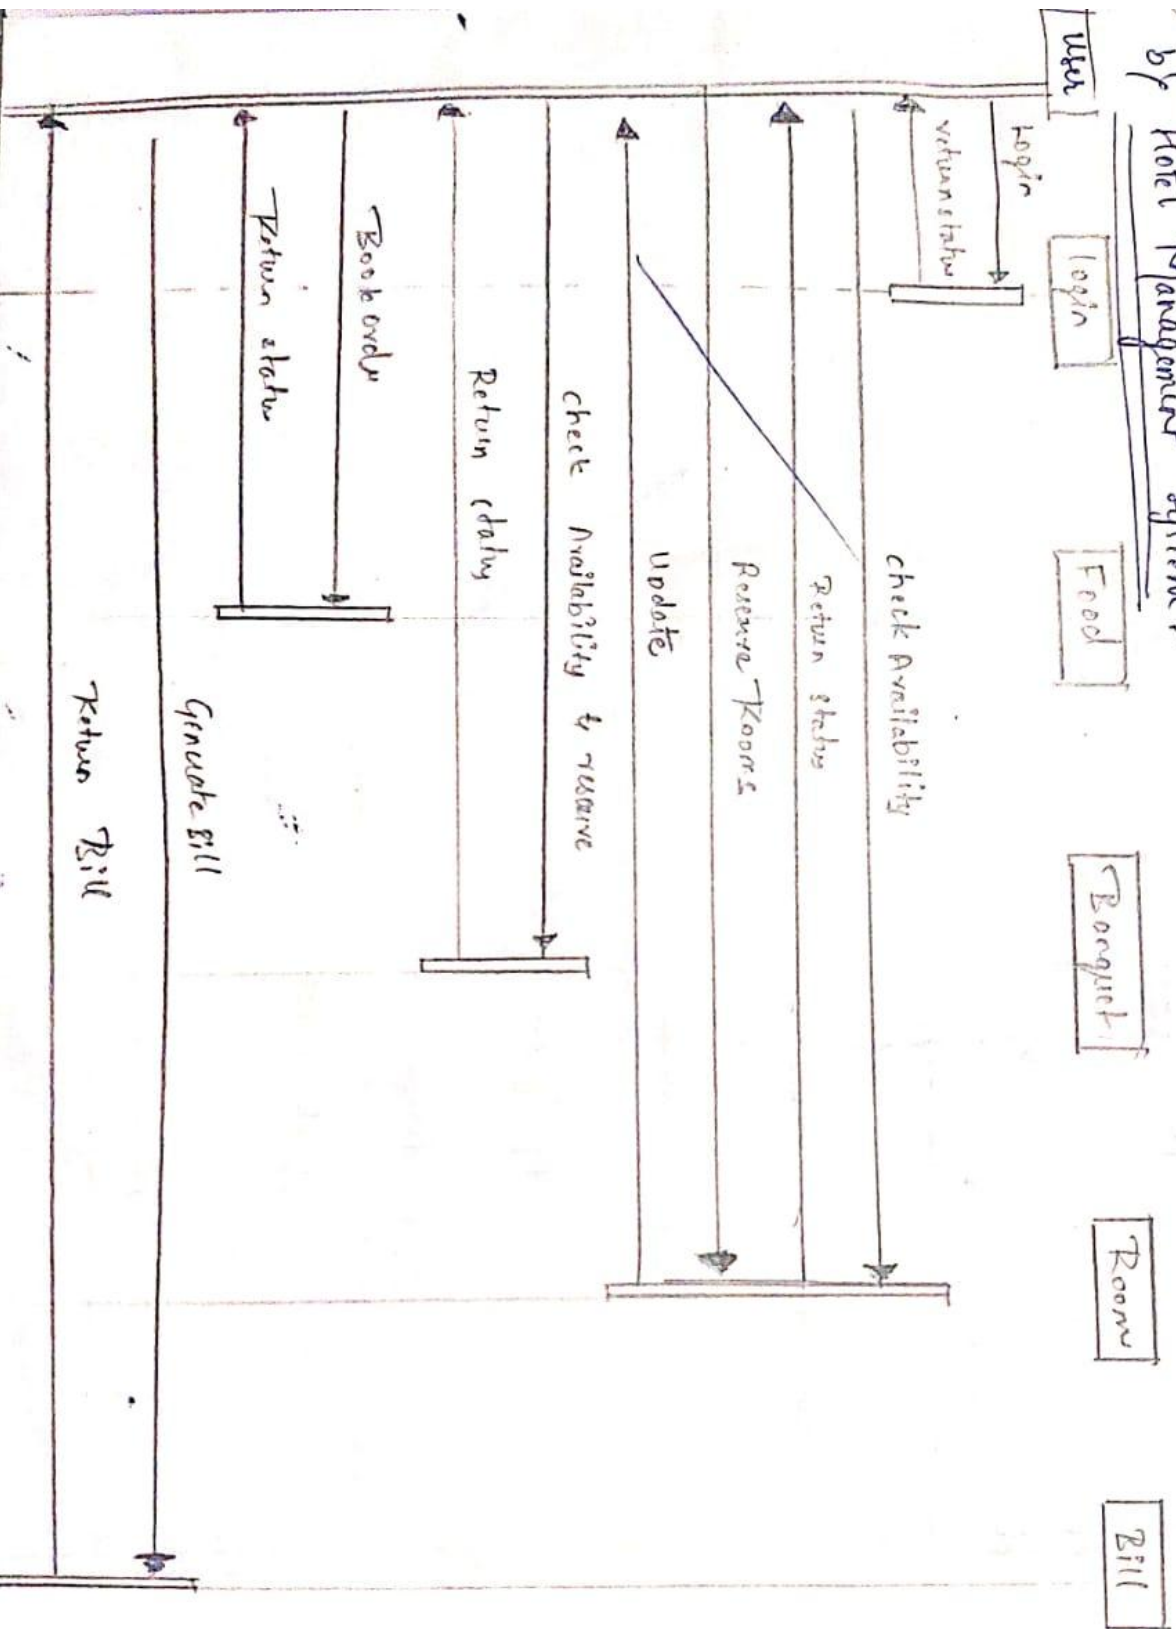 b) Hotel Management System
User
login
Food
Banquet
Room
Bill
Login
return status
check Availability
Return status
Reserve Rooms
Update
check Availability & reserve
Return status
Book order
Return status
Generate Bill
Return Bill